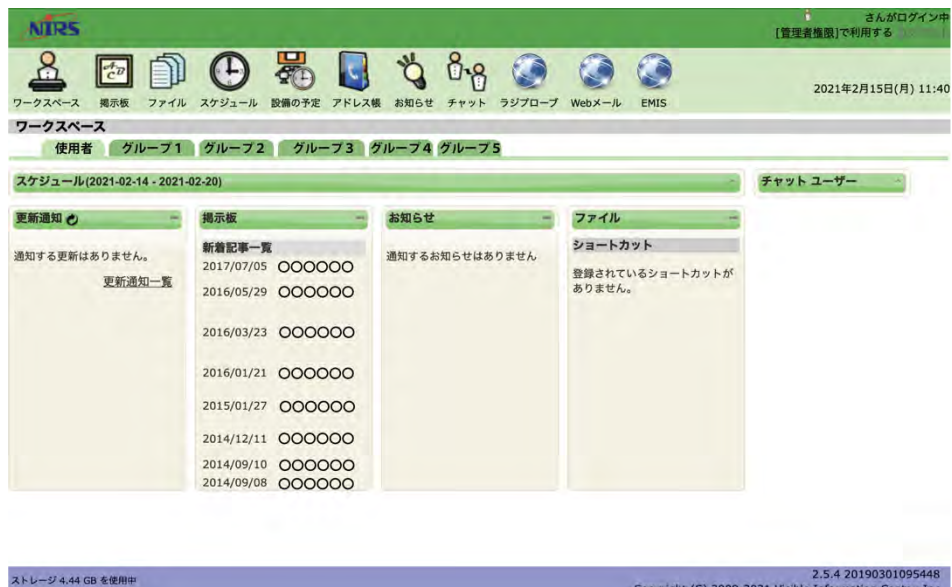 NIRS
さんがログイン中
[管理者権限]で利用する
ワークスペース 掲示板 ファイル スケジュール 設備の予定 アドレス帳 お知らせ チャット ラジプローブ Webメール EMIS
2021年2月15日(月) 11:40
ワークスペース
使用者 グループ1 グループ2 グループ3 グループ4 グループ5
スケジュール(2021-02-14 - 2021-02-20)
チャット ユーザー
更新通知
通知する更新はありません。
更新通知一覧
掲示板
新着記事一覧
2017/07/05 〇〇〇〇〇〇
2016/05/29 〇〇〇〇〇〇
2016/03/23 〇〇〇〇〇〇
2016/01/21 〇〇〇〇〇〇
2015/01/27 〇〇〇〇〇〇
2014/12/11 〇〇〇〇〇〇
2014/09/10 〇〇〇〇〇〇
2014/09/08 〇〇〇〇〇〇
お知らせ
通知するお知らせはありません
ファイル
ショートカット
登録されているショートカットが
ありません。
ストレージ 4.44 GB を使用中
2.5.4 20190301095448